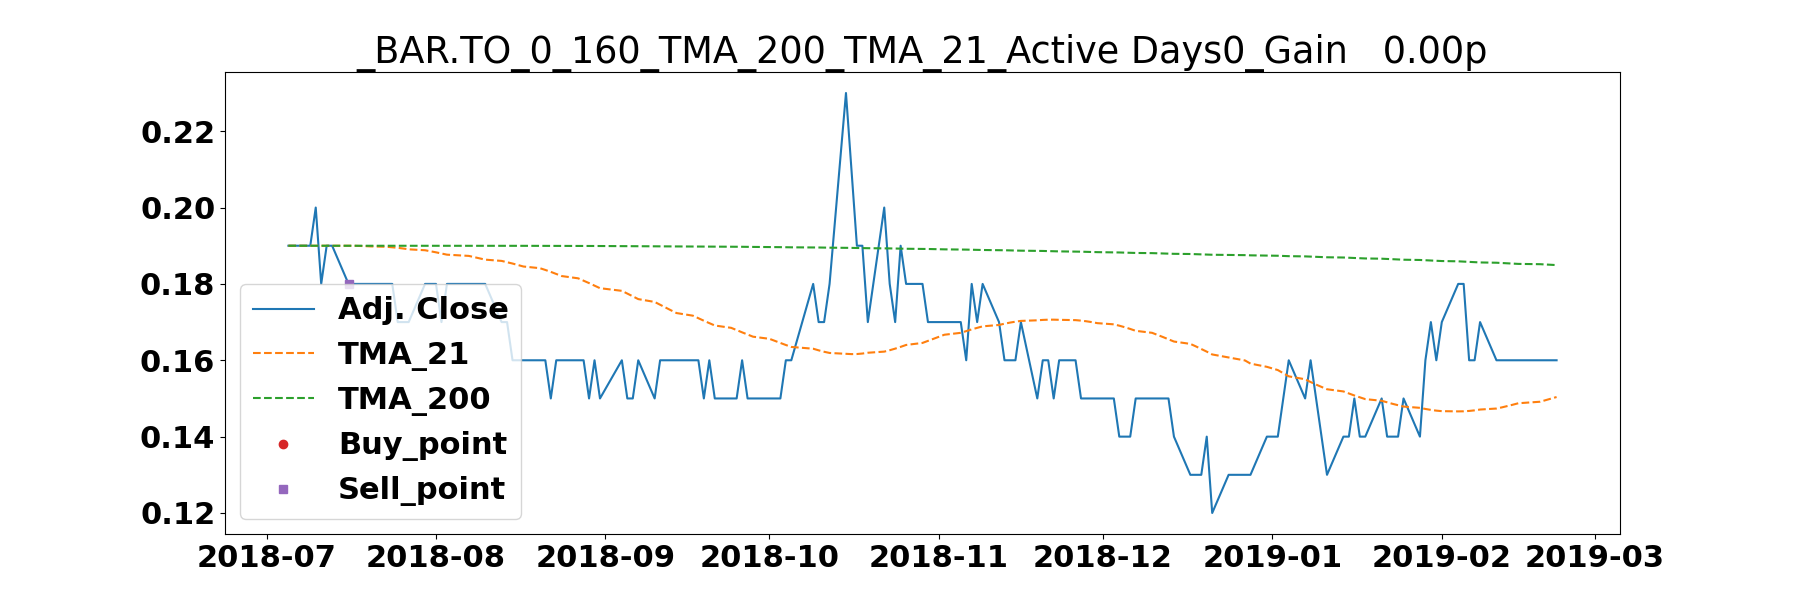 _BAR.TO_0_160_TMA_200_TMA_21_Active Days0_Gain   0.00p
0.22
0.20
0.18
0.16
0.14
0.12
Adj. Close
TMA_21
TMA_200
Buy_point
Sell_point
2018-07 2018-08 2018-09 2018-10 2018-11 2018-12 2019-01 2019-02 2019-03